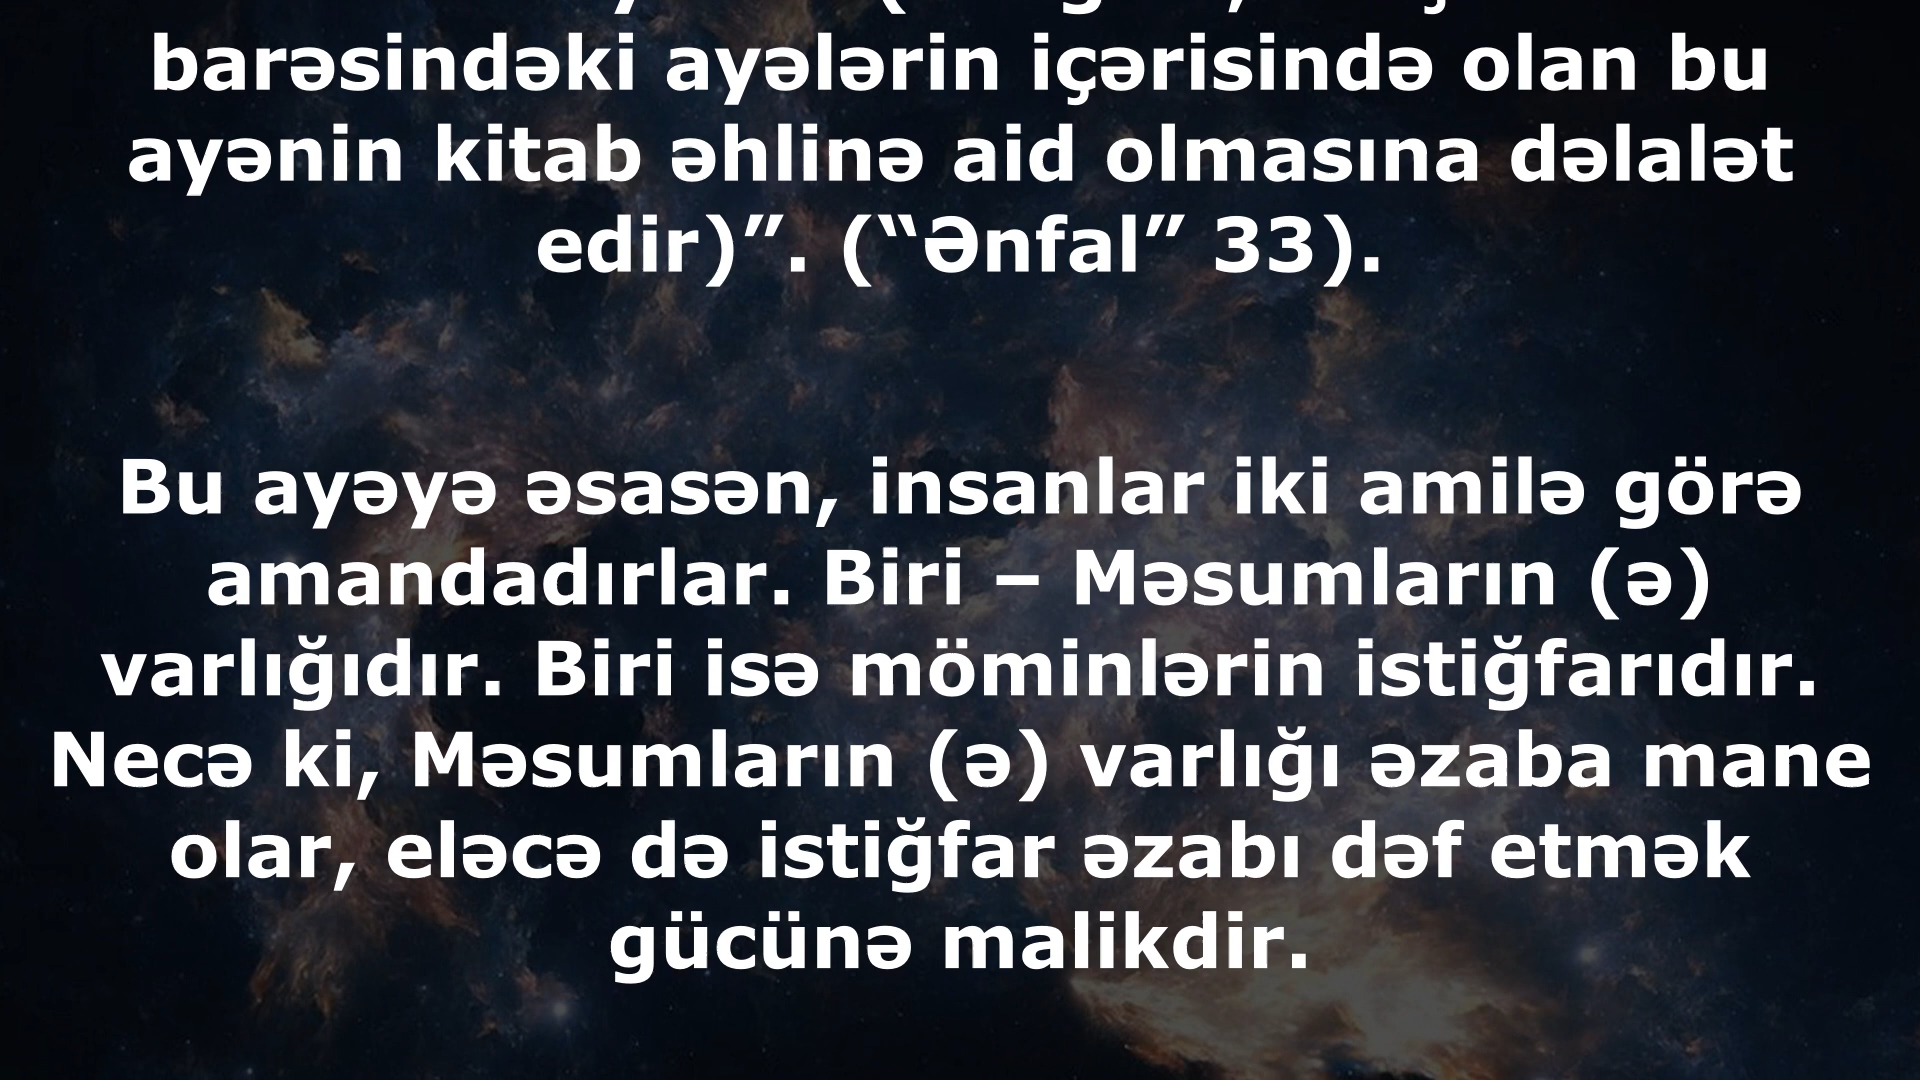 barəsindəki ayələrin içərisində olan bu
ayənin kitab əhlinə aid olmasına dəlalət
edir)”. (“Ənfal” 33).
Bu ayəyə əsasən, insanlar iki amilə görə
amandadırlar. Biri – Məsumların (ə)
varlığıdır. Biri isə möminlərin istiğfarıdır.
Necə ki, Məsumların (ə) varlığı əzaba mane
olar, eləcə də istiğfar əzabı dəf etmək
gücünə malikdir.